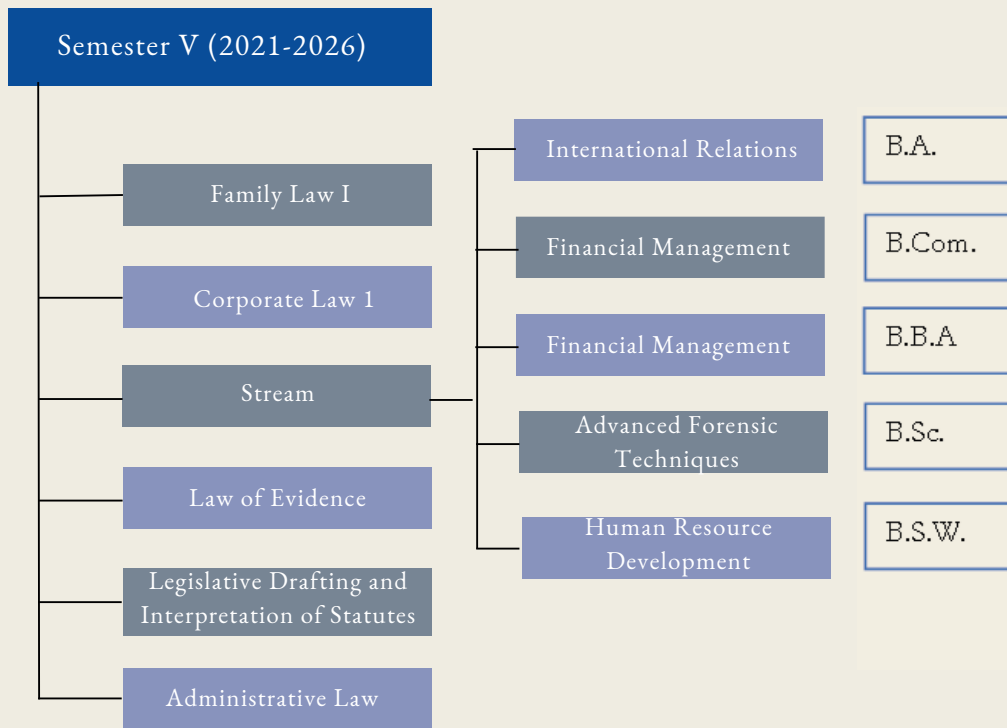 Semester V (2021-2026)
Family Law I
Corporate Law 1
Stream
Law of Evidence
Legislative Drafting and
Interpretation of Statutes
Administrative Law
International Relations
B.A.
Financial Management
B.Com.
Financial Management
B.B.A
Advanced Forensic
Techniques
B.Sc.
Human Resource
Development
B.S.W.